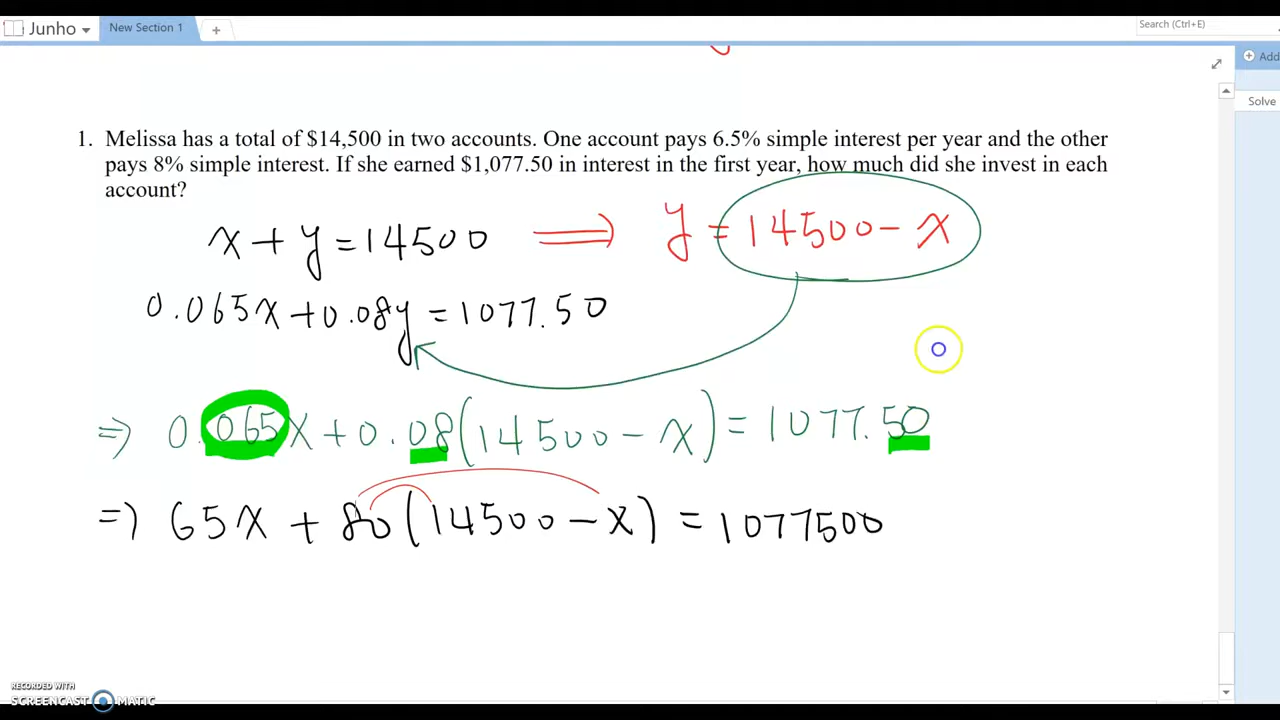 Junho
New Section 1
+
Search (Ctrl+E)
Add
Solve
1. Melissa has a total of $14,500 in two accounts. One account pays 6.5% simple interest per year and the other
pays 8% simple interest. If she earned $1,077.50 in interest in the first year, how much did she invest in each
account?
x + y = 14500 ⟹ y = 14500 - x
0.065x + 0.08y = 1077.50
⇒ 0.065x + 0.08(14500 - x) = 1077.50
⇒ 65x + 80(14500 - x) = 1077500
RECORDED WITH
SCREENCAST MATIC